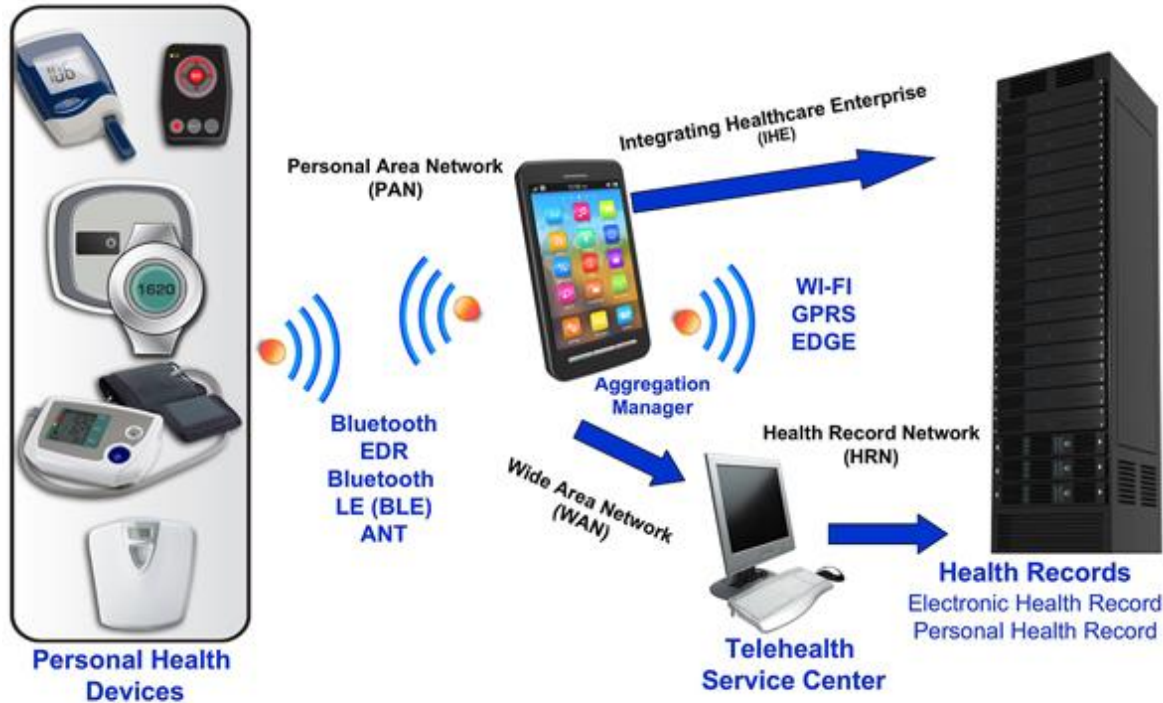 106
1620
Personal Health
Devices
Personal Area Network
(PAN)
Bluetooth
EDR
Bluetooth
LE (BLE)
ANT
Integrating Healthcare Enterprise
(IHE)
WI-FI
GPRS
EDGE
Aggregation
Manager
Wide Area Network
(WAN)
Health Record Network
(HRN)
Telehealth
Service Center
Health Records
Electronic Health Record
Personal Health Record